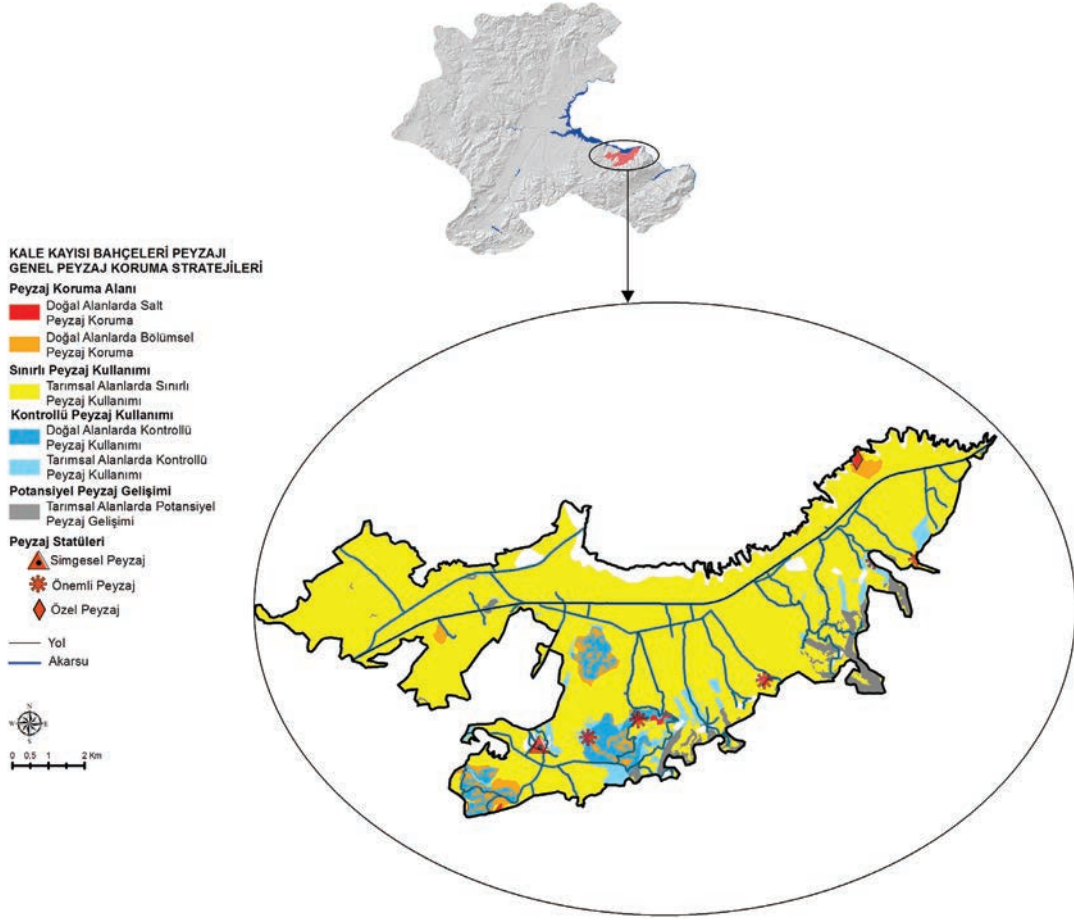 KALE KAYISI BAHÇELERİ PEYZAJI
GENEL PEYZAJ KORUMA STRATEJİLERİ
Peyzaj Koruma Alanı
Doğal Alanlarda Salt
Peyzaj Koruma
Doğal Alanlarda Bölümsel
Peyzaj Koruma
Sınırlı Peyzaj Kullanımı
Tarımsal Alanlarda Sınırlı
Peyzaj Kullanımı
Kontrollü Peyzaj Kullanımı
Doğal Alanlarda Kontrollü
Peyzaj Kullanımı
Tarımsal Alanlarda Kontrollü
Peyzaj Kullanımı
Potansiyel Peyzaj Gelişimi
Tarımsal Alanlarda Potansiyel
Peyzaj Gelişimi
Peyzaj Statüleri
Simgesel Peyzaj
Önemli Peyzaj
Özel Peyzaj
Yol
Akarsu
N
W E
S
0 0,5 1 2 Km